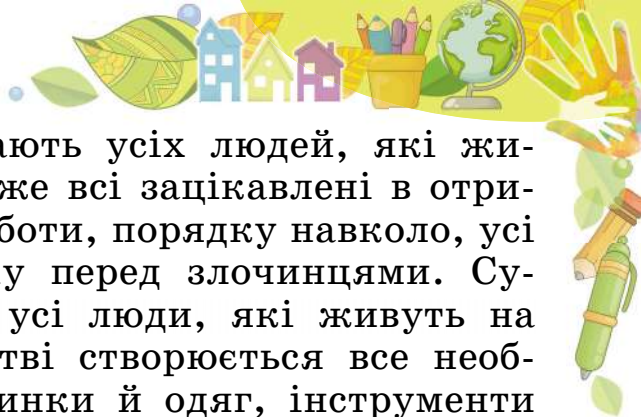 ають усіх людей, які жи-
же всі зацікавлені в отри-
боти, порядку навколо, усі
у перед злочинцями. Су-
усі люди, які живуть на
тві створюється все необ-
инки й одяг, інструменти